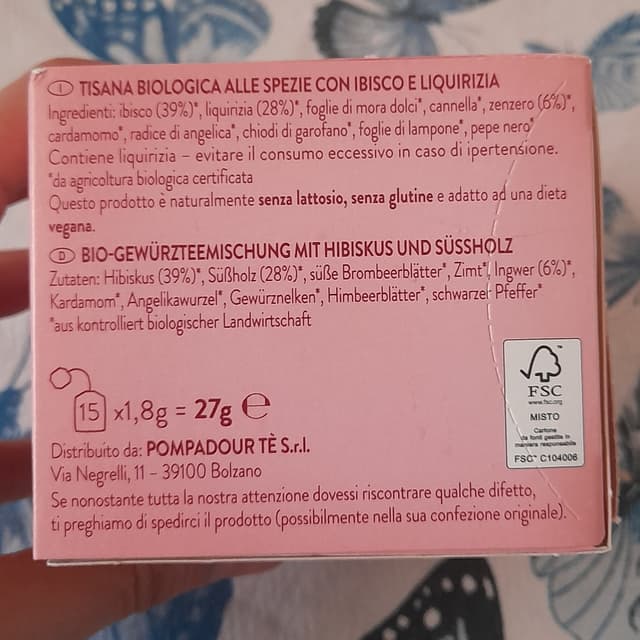 I TISANA BIOLOGICA ALLE SPEZIE CON IBISCO E LIQUIRIZIA
Ingredienti: ibisco (39%)*, liquirizia (28%)*, foglie di mora dolci*, cannella*, zenzero (6%)*,
cardamomo*, radice di angelica*, chiodi di garofano*, foglie di lampone*, pepe nero*
Contiene liquirizia – evitare il consumo eccessivo in caso di ipertensione.
*da agricoltura biologica certificata
Questo prodotto è naturalmente senza lattosio, senza glutine e adatto ad una dieta
vegana.
D BIO-GEWÜRZTEEMISCHUNG MIT HIBISKUS UND SÜSSHOLZ
Zutaten: Hibiskus (39%)*, Süßholz (28%)*, süße Brombeerblätter*, Zimt*, Ingwer (6%)*,
Kardamom*, Angelikawurzel*, Gewürznelken*, Himbeerblätter*, schwarzer Pfeffer*
*aus kontrolliert biologischer Landwirtschaft
15 x1,8g = 27g e
Distribuito da: POMPADOUR TÈ S.r.l.
Via Negrelli, 11 – 39100 Bolzano
Se nonostante tutta la nostra attenzione dovessi riscontrare qualche difetto,
ti preghiamo di spedirci il prodotto (possibilmente nella sua confezione originale).
FSC
www.fsc.org
MISTO
Cartone
da fonti gestite in
maniera responsabile
FSC® C104006